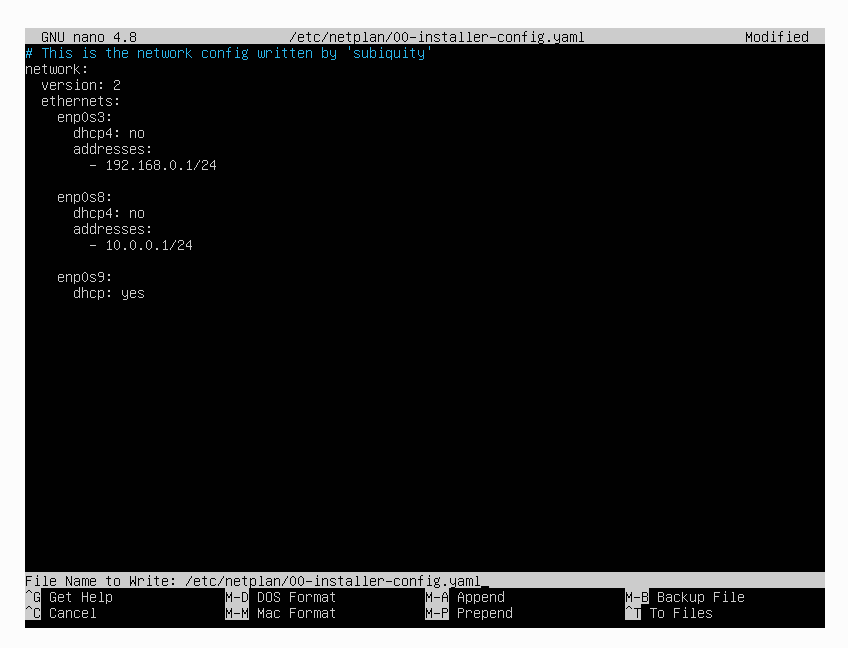 GNU nano 4.8 /etc/netplan/00-installer-config.yaml Modified
# This is the network config written by 'subiquity'
network:
  version: 2
  ethernets:
    enp0s3:
      dhcp4: no
      addresses:
        - 192.168.0.1/24
    enp0s8:
      dhcp4: no
      addresses:
        - 10.0.0.1/24
    enp0s9:
      dhcp: yes
File Name to Write: /etc/netplan/00-installer-config.yaml_
^G Get Help M-D DOS Format M-A Append M-B Backup File
^C Cancel M-M Mac Format M-P Prepend ^T To Files